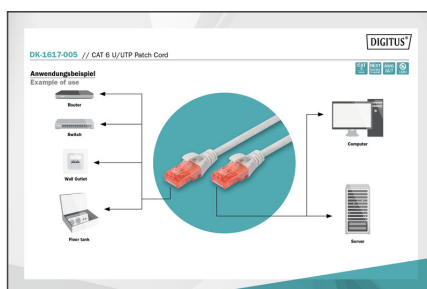 DIGITUS®
DK-1617-005 // CAT 6 U/UTP Patch Cord
Anwendungsbeispiel
Example of use
Router
Switch
Wall Outlet
Floor tank
Computer
Server